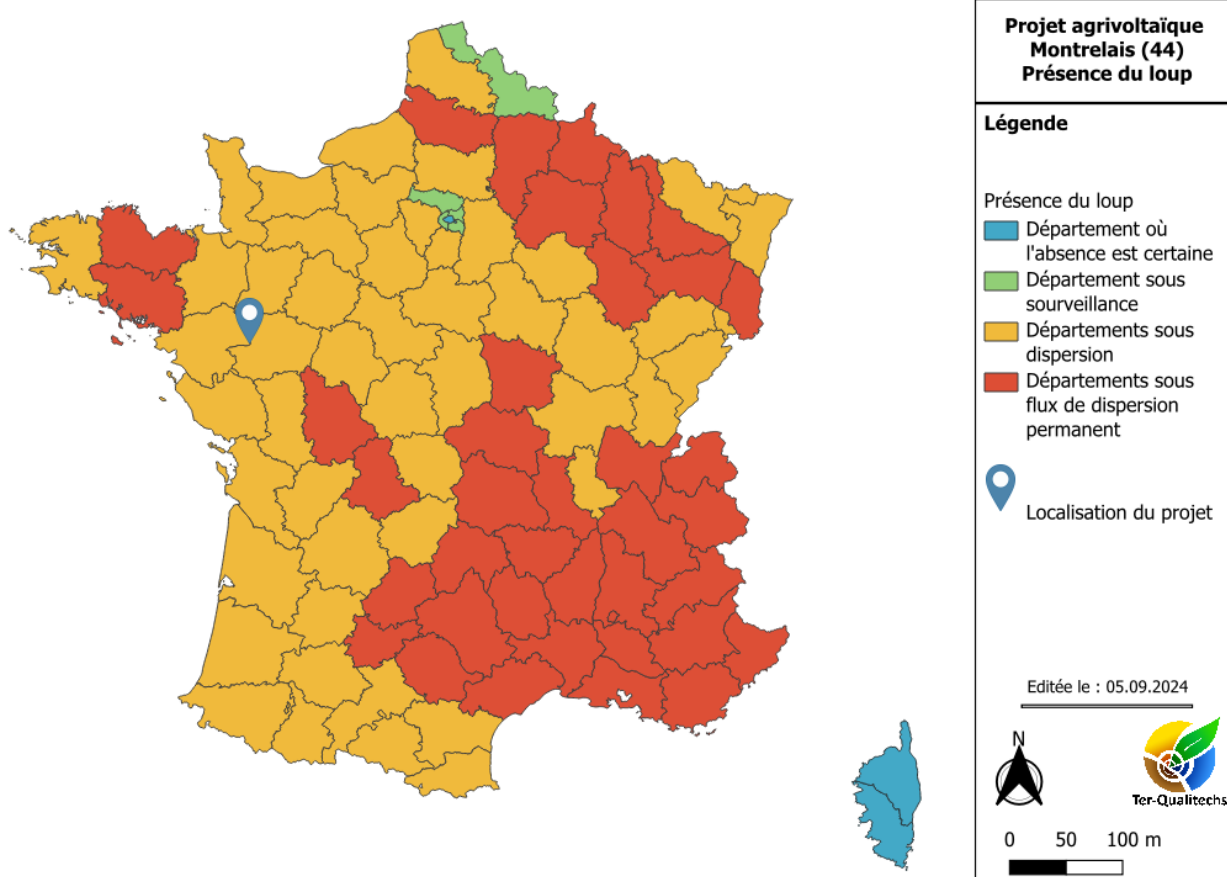 Projet agrivoltaïque
Montrelais (44)
Présence du loup
Légende
Présence du loup
Département où
l'absence est certaine
Département sous
sourveillance
Départements sous
dispersion
Départements sous
flux de dispersion
permanent
Localisation du projet
Editée le : 05.09.2024
N
Ter-Qualitechs
0 50 100 m